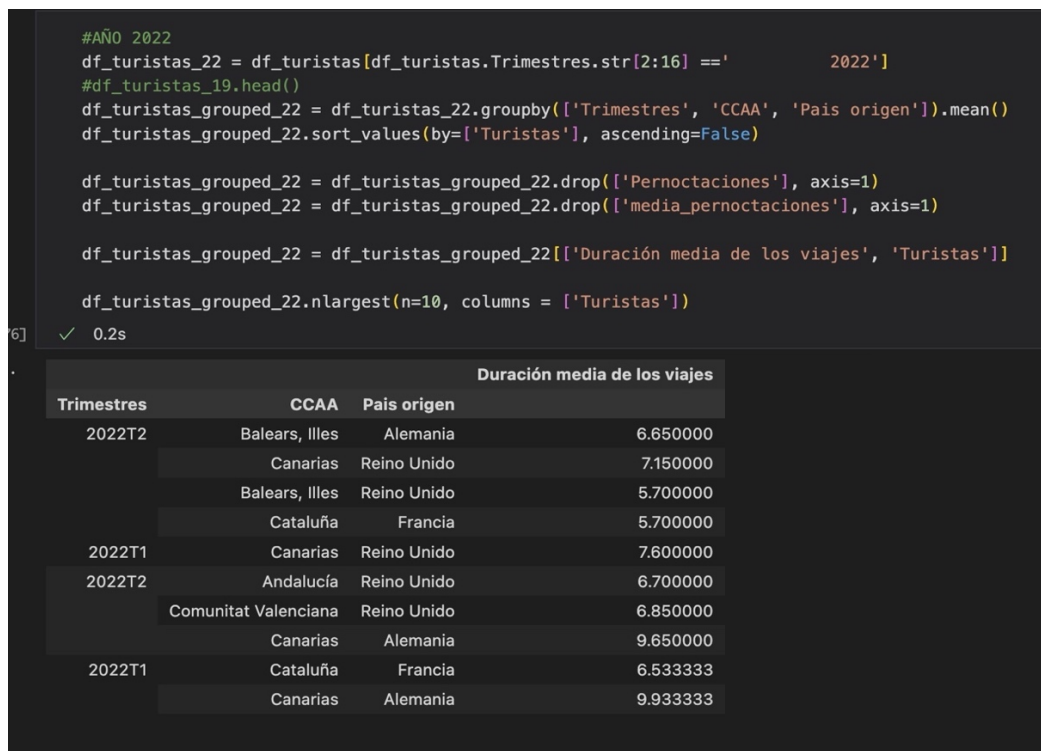 #AÑO 2022
df_turistas_22 = df_turistas[df_turistas.Trimestres.str[2:16] =='          2022']
#df_turistas_19.head()
df_turistas_grouped_22 = df_turistas_22.groupby(['Trimestres', 'CCAA', 'Pais origen']).mean()
df_turistas_grouped_22.sort_values(by=['Turistas'], ascending=False)
df_turistas_grouped_22 = df_turistas_grouped_22.drop(['Pernoctaciones'], axis=1)
df_turistas_grouped_22 = df_turistas_grouped_22.drop(['media_pernoctaciones'], axis=1)
df_turistas_grouped_22 = df_turistas_grouped_22[['Duración media de los viajes', 'Turistas']]
df_turistas_grouped_22.nlargest(n=10, columns = ['Turistas'])
6] ✓ 0.2s
Duración media de los viajes
Trimestres CCAA Pais origen
2022T2 Balears, Illes Alemania 6.650000
Canarias Reino Unido 7.150000
Balears, Illes Reino Unido 5.700000
Cataluña Francia 5.700000
2022T1 Canarias Reino Unido 7.600000
2022T2 Andalucía Reino Unido 6.700000
Comunitat Valenciana Reino Unido 6.850000
Canarias Alemania 9.650000
2022T1 Cataluña Francia 6.533333
Canarias Alemania 9.933333